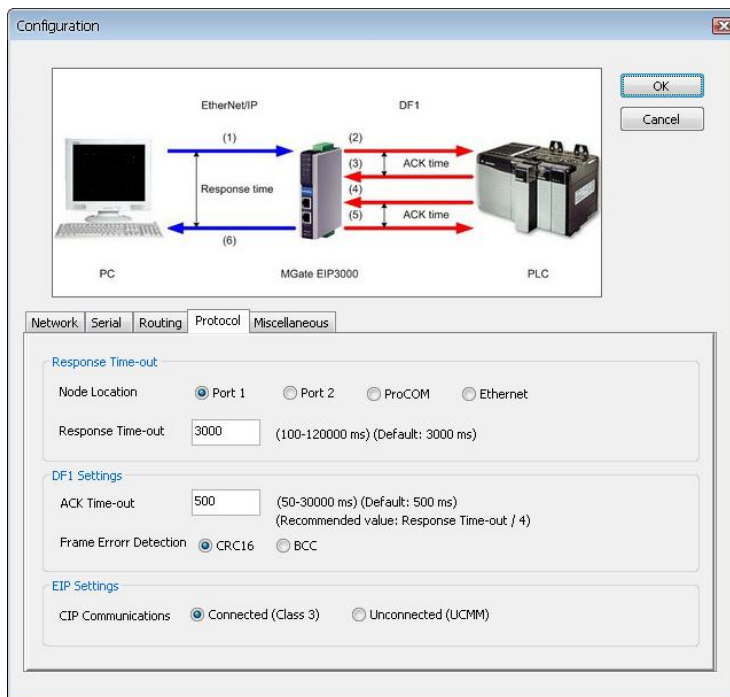 Configuration
EtherNet/IP
DF1
OK
Cancel
(1)
(2)
(3)
ACK time
Response time
(4)
(5)
ACK time
(6)
PC
MGate EIP3000
PLC
Network
Serial
Routing
Protocol
Miscellaneous
Response Time-out
Node Location
Port 1
Port 2
ProCOM
Ethernet
Response Time-out
3000
(100-120000 ms) (Default: 3000 ms)
DF1 Settings
ACK Time-out
500
(50-30000 ms) (Default: 500 ms)
(Recommended value: Response Time-out / 4)
Frame Errorr Detection
CRC16
BCC
EIP Settings
CIP Communications
Connected (Class 3)
Unconnected (UCMM)